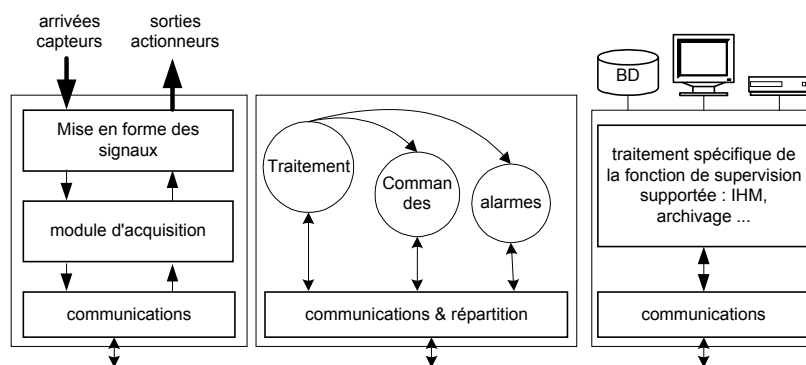 arrivées
capteurs
sorties
actionneurs
Mise en forme des
signaux
module d'acquisition
communications
Traitement
Comman
des
alarmes
communications & répartition
BD
traitement spécifique de
la fonction de supervision
supportée : IHM,
archivage ...
communications